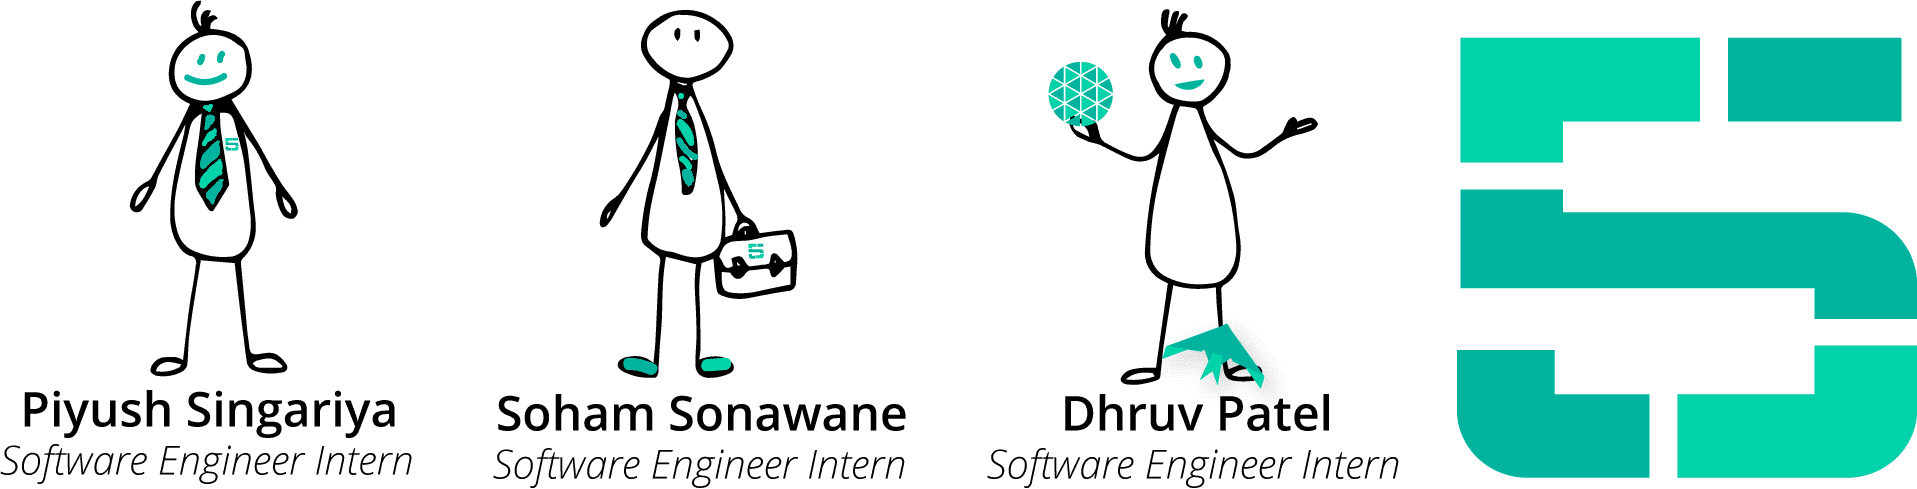 Piyush Singariya
Software Engineer Intern
Soham Sonawane
Software Engineer Intern
Dhruv Patel
Software Engineer Intern